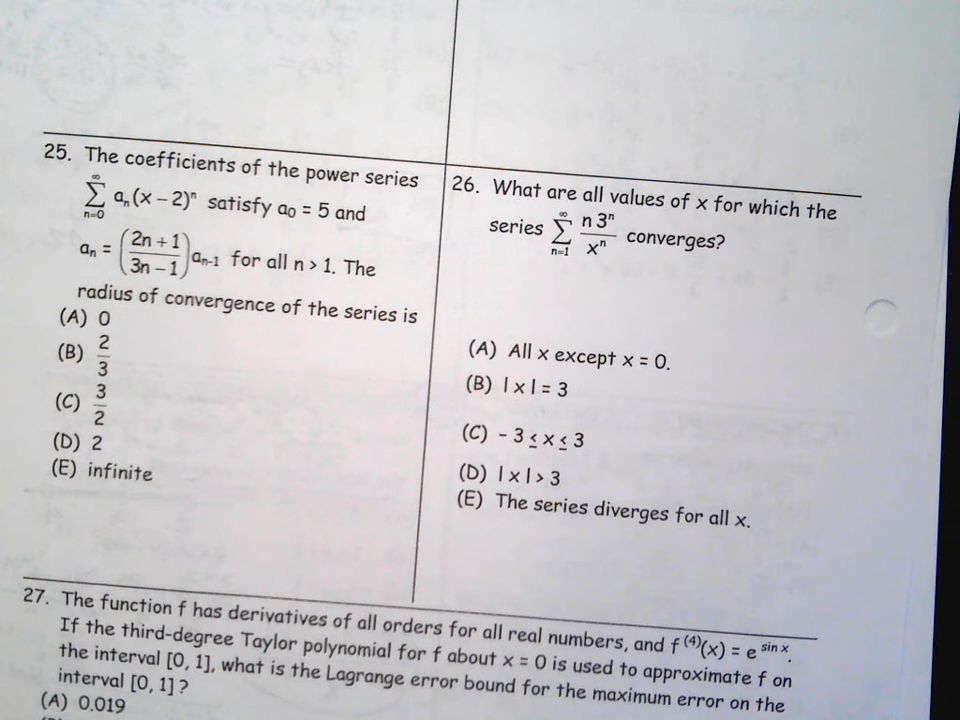 25. The coefficients of the power series
∞ Σ n=0 aₙ(x – 2)ⁿ satisfy a₀ = 5 and
aₙ = ( 2n + 1 / 3n – 1 ) aₙ₋₁ for all n > 1. The
radius of convergence of the series is
(A) 0
(B) 2/3
(C) 3/2
(D) 2
(E) infinite
26. What are all values of x for which the
series ∞ Σ n=1 n 3ⁿ / xⁿ converges?
(A) All x except x = 0.
(B) | x | = 3
(C) - 3 ≤ x ≤ 3
(D) | x | > 3
(E) The series diverges for all x.
27. The function f has derivatives of all orders for all real numbers, and f⁽⁴⁾(x) = e^(sin x).
If the third-degree Taylor polynomial for f about x = 0 is used to approximate f on
the interval [0, 1], what is the Lagrange error bound for the maximum error on the
interval [0, 1] ?
(A) 0.019